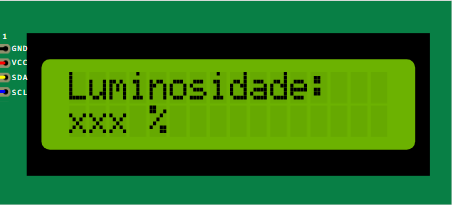 1
GND
VCC
SDA
SCL
Luminosidade:
xxx %